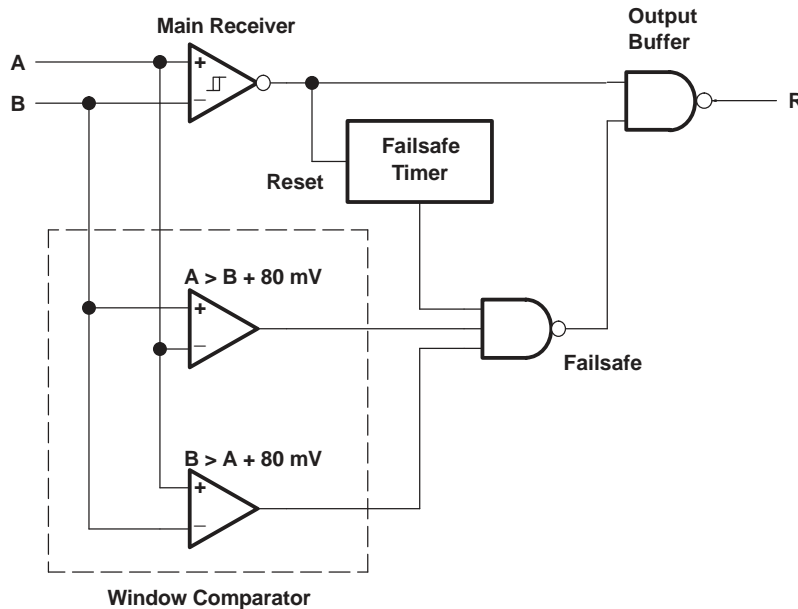 Output
Buffer
Main Receiver
A
+
B
_
R
Failsafe
Timer
Reset
A > B + 80 mV
+
_
Failsafe
B > A + 80 mV
+
_
Window Comparator